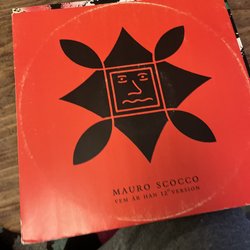 MAURO SCOCCO
VEM ÄR HAN 12" VERSION